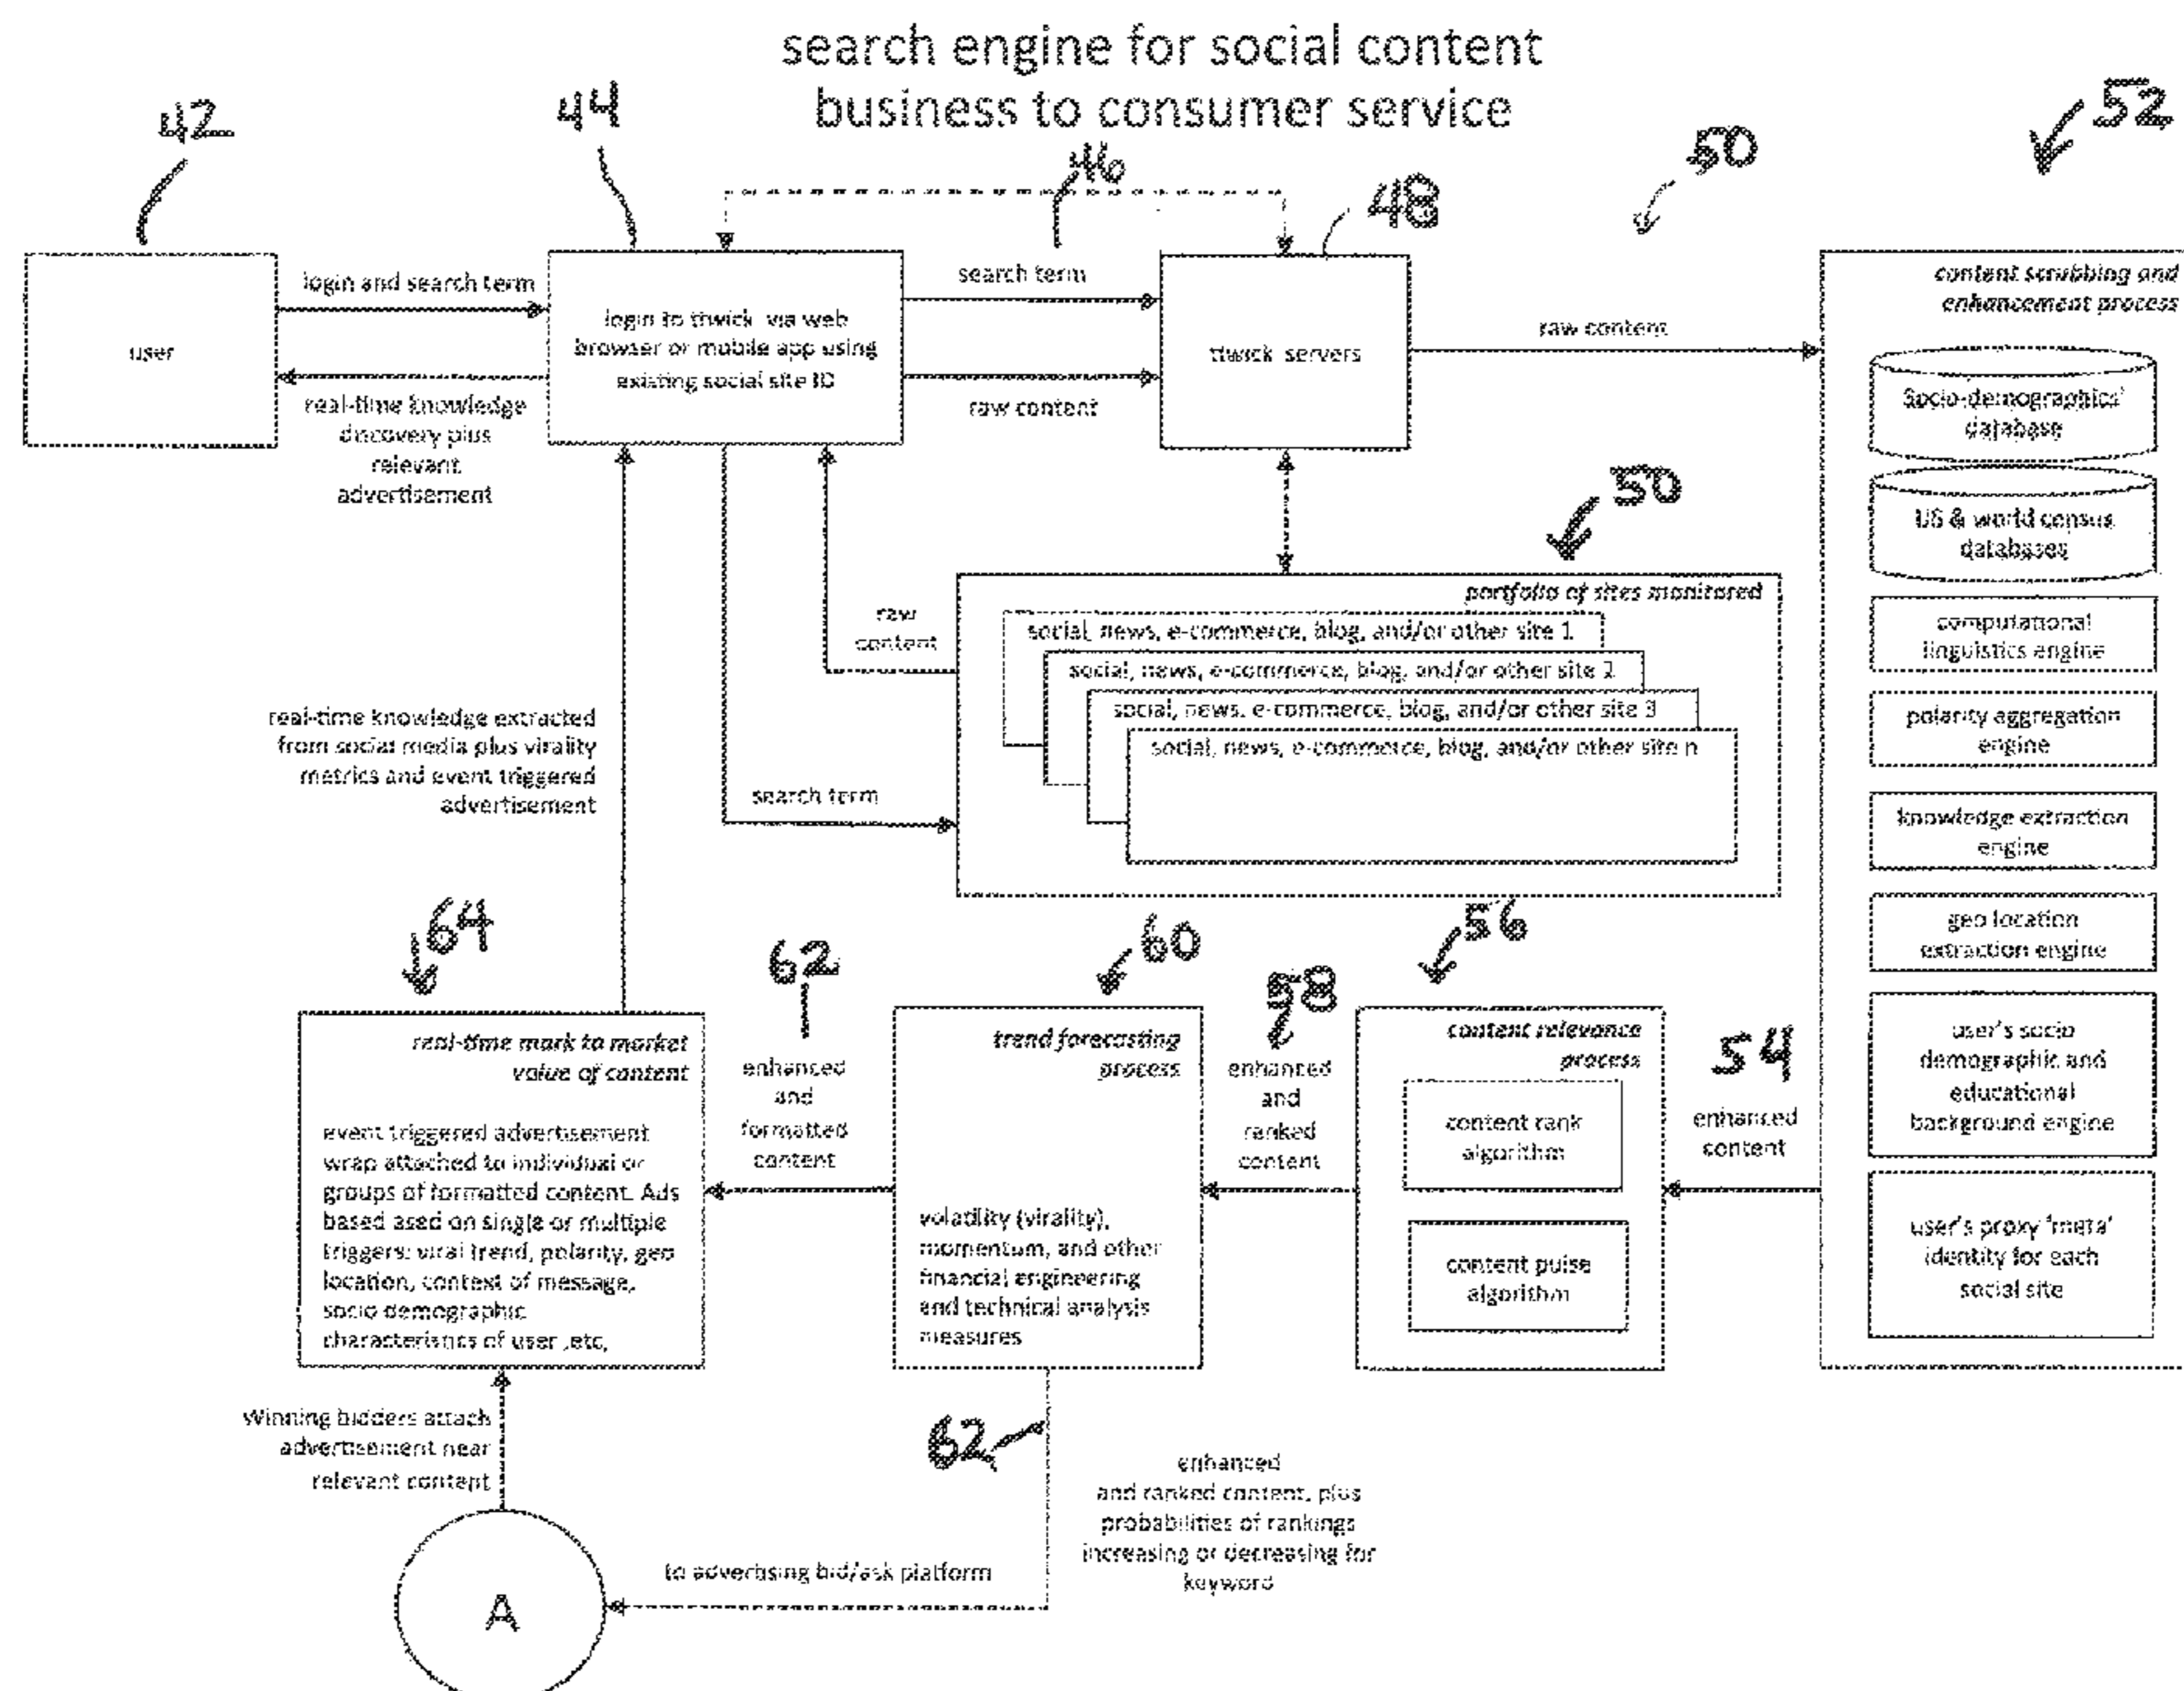 search engine for social content
business to consumer service
42
44
46
48
50
52
user
login and search term
real-time knowledge
discovery plus
relevant
advertisement
login to ttwick via web
browser or mobile app using
existing social site ID
search term
raw content
ttwick servers
raw content
content scrubbing and
enhancement process
Socio-demographics'
database
US & world census
databases
computational
linguistics engine
polarity aggregation
engine
knowledge extraction
engine
geo location
extraction engine
user's socio
demographic and
educational
background engine
user's proxy 'meta'
identity for each
social site
50
portfolio of sites monitored
social, news, e-commerce, blog, and/or other site 1
social, news, e-commerce, blog, and/or other site 2
social, news, e-commerce, blog, and/or other site 3
social, news, e-commerce, blog, and/or other site n
raw
content
search term
real-time knowledge extracted
from social media plus virality
metrics and event triggered
advertisement
64
62
60
58
56
54
real-time mark to market
value of content
event triggered advertisement
wrap attached to individual or
groups of formatted content. Ads
based ased on single or multiple
triggers: viral trend, polarity, geo
location, context of message,
socio demographic
characteristics of user ,etc,
enhanced
and
formatted
content
trend forecasting
process
volatility (virality),
momentum, and other
financial engineering
and technical analysis
measures
enhanced
and
ranked
content
content relevance
process
content rank
algorithm
content pulse
algorithm
enhanced
content
Winning bidders attach
advertisement near
relevant content
62
enhanced
and ranked content, plus
probabilities of rankings
increasing or decreasing for
keyword
to advertising bid/ask platform
A